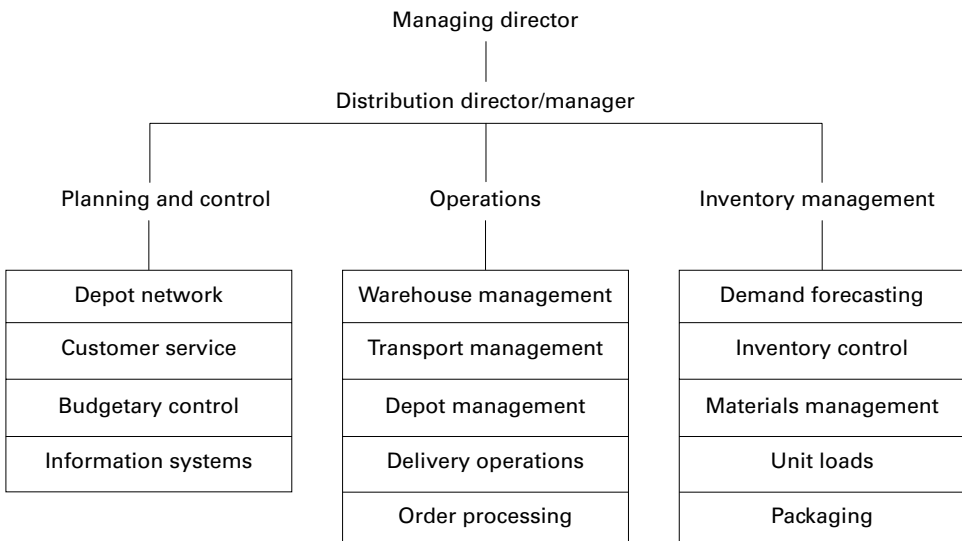 Managing director
Distribution director/manager
Planning and control
Operations
Inventory management
Depot network
Customer service
Budgetary control
Information systems
Warehouse management
Transport management
Depot management
Delivery operations
Order processing
Demand forecasting
Inventory control
Materials management
Unit loads
Packaging